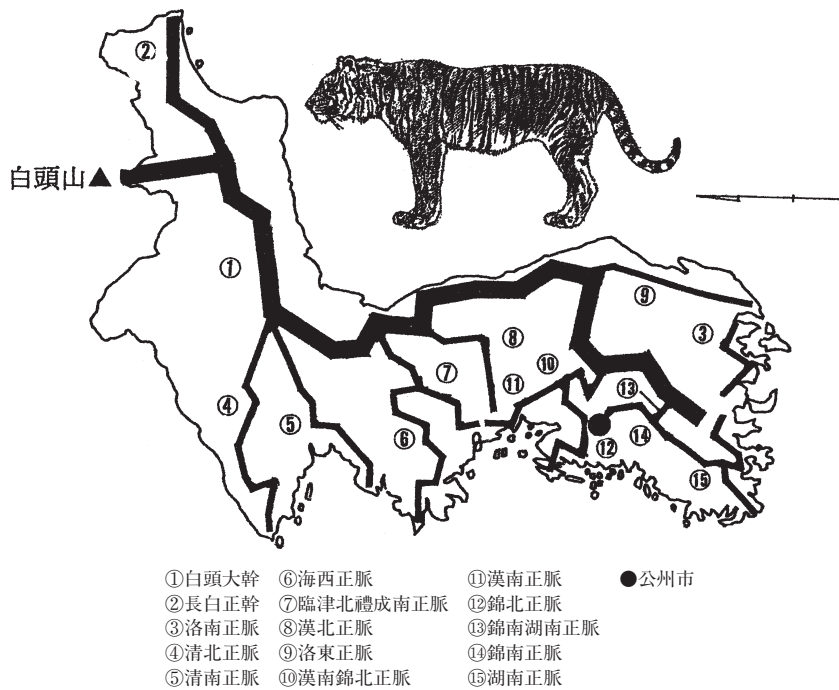 ②
白頭山▲
①
⑨
③
⑧
⑩
⑦
⑪
⑬
④
⑤
⑥
⑫
⑭
⑮
①白頭大幹 ⑥海西正脈 ⑪漢南正脈 ●公州市
②長白正幹 ⑦臨津北禮成南正脈 ⑫錦北正脈
③洛南正脈 ⑧漢北正脈 ⑬錦南湖南正脈
④清北正脈 ⑨洛東正脈 ⑭錦南正脈
⑤清南正脈 ⑩漢南錦北正脈 ⑮湖南正脈